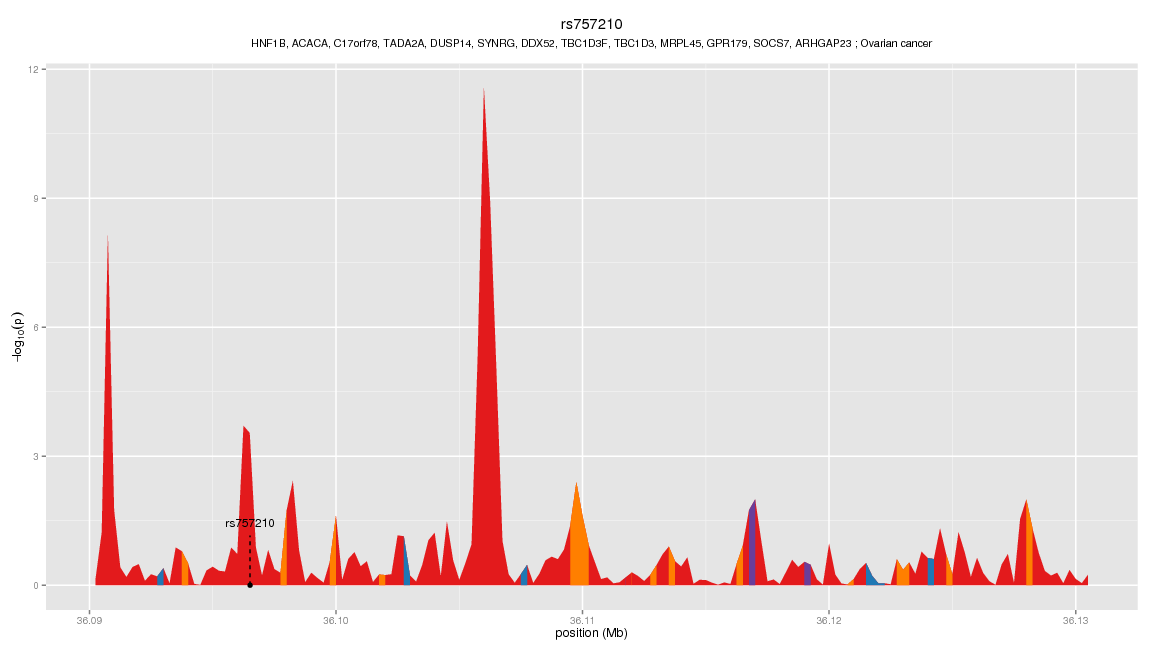 rs757210
HNF1B, ACACA, C17orf78, TADA2A, DUSP14, SYNRG, DDX52, TBC1D3F, TBC1D3, MRPL45, GPR179, SOCS7, ARHGAP23 ; Ovarian cancer
12
9
6
3
0
−log10(p)
rs757210
36.09 36.10 36.11 36.12 36.13
position (Mb)